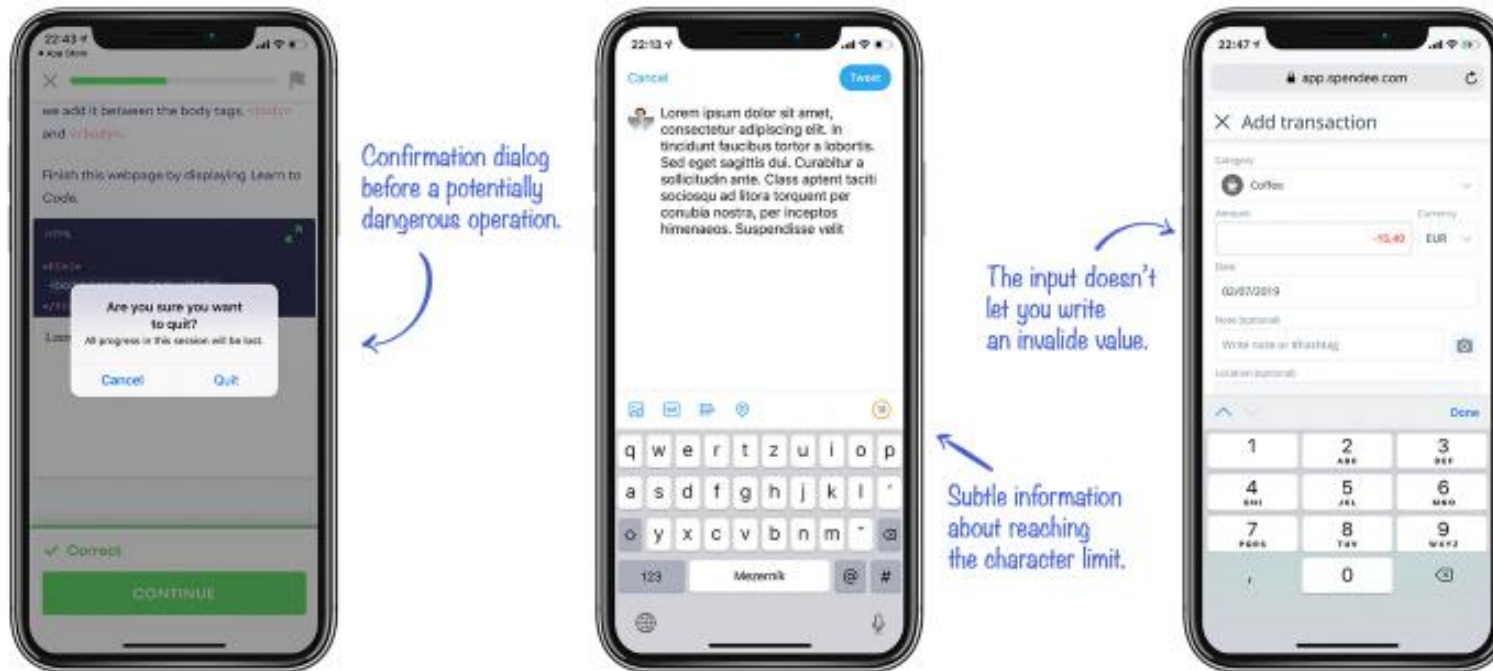 22:43
App Store
we add it between the body tags, <body>
and </body>.
Finish this webpage by displaying Learn to
Code.
HTML
<html>
Are you sure you want
to quit?
All progress in this session will be lost.
Cancel Quit
Correct
CONTINUE
Confirmation dialog
before a potentially
dangerous operation.
22:13
Cancel Tweet
Lorem ipsum dolor sit amet,
consectetur adipiscing elit. In
tincidunt faucibus tortor a lobortis.
Sed eget sagittis dui. Curabitur a
sollicitudin ante. Class aptent taciti
sociosqu ad litora torquent per
conubia nostra, per inceptos
himenaeos. Suspendisse velit
GIF
q w e r t z u i o p
a s d f g h j k l ´
y x c v b n m ˇ
123 Mezerník @ #
Subtle information
about reaching
the character limit.
The input doesn't
let you write
an invalide value.
22:47
app.spendee.com
Add transaction
Category
Coffee
Amount Currency
-15,40 EUR
Date
02/07/2019
Note (optional)
Write note or #hashtag
Location (optional)
Done
1 2 3
ABC DEF
4 5 6
GHI JKL MNO
7 8 9
PQRS TUV WXYZ
, 0